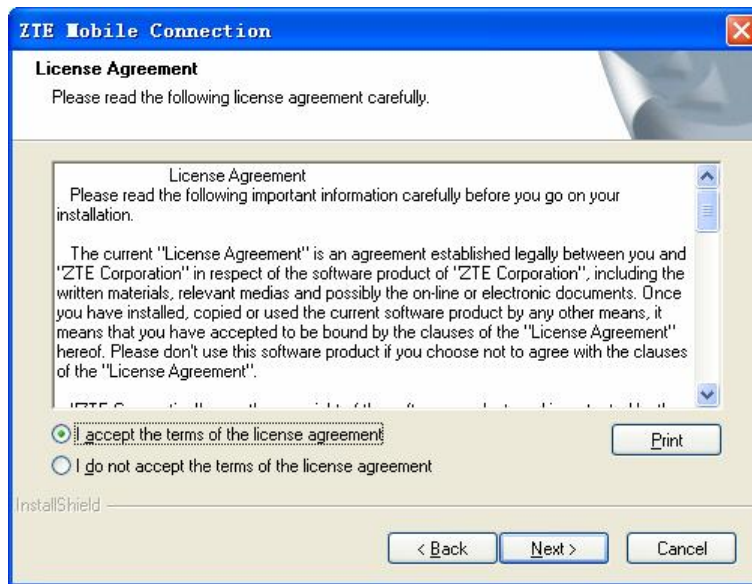 ZTE Mobile Connection
License Agreement
Please read the following license agreement carefully.
License Agreement
Please read the following important information carefully before you go on your
installation.
The current "License Agreement" is an agreement established legally between you and
"ZTE Corporation" in respect of the software product of "ZTE Corporation", including the
written materials, relevant medias and possibly the on-line or electronic documents. Once
you have installed, copied or used the current software product by any other means, it
means that you have accepted to be bound by the clauses of the "License Agreement"
hereof. Please don't use this software product if you choose not to agree with the clauses
of the "License Agreement".
I accept the terms of the license agreement
Print
I do not accept the terms of the license agreement
InstallShield
< Back
Next >
Cancel